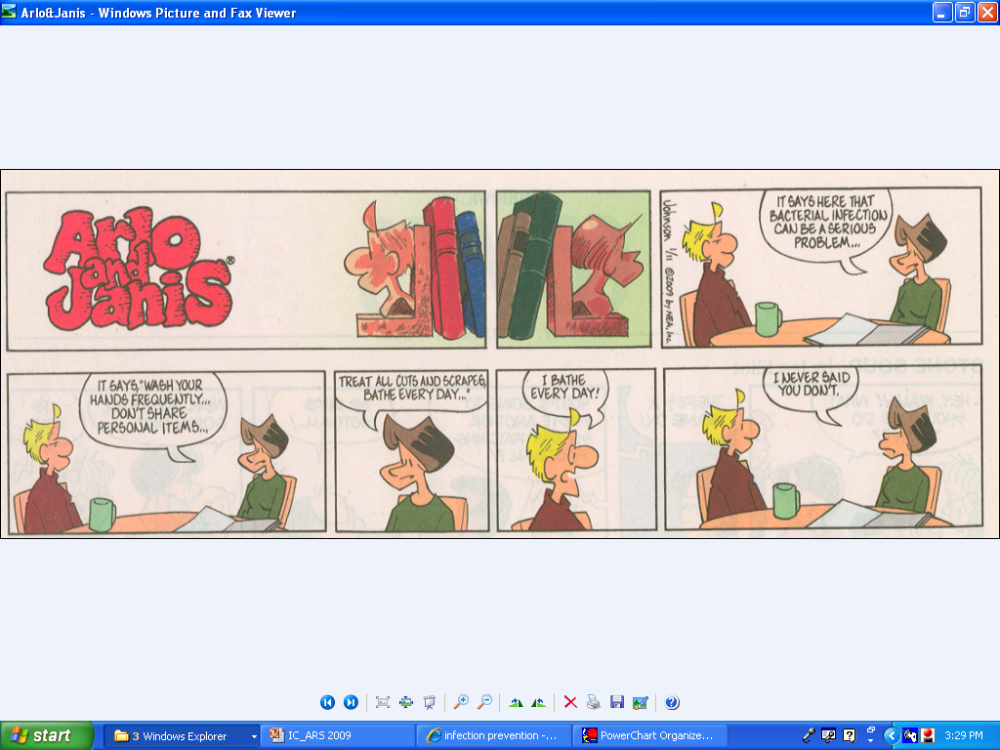 Arlo&Janis - Windows Picture and Fax Viewer
Arlo
and
Janis®
Johnson 1/11 ©2009 by NEA, Inc.
IT SAYS HERE THAT
BACTERIAL INFECTION
CAN BE A SERIOUS
PROBLEM...
IT SAYS, "WASH YOUR
HANDS FREQUENTLY...
DON'T SHARE
PERSONAL ITEMS...
TREAT ALL CUTS AND SCRAPES,
BATHE EVERY DAY..."
I BATHE
EVERY DAY!
I NEVER SAID
YOU DON'T.
start
3 Windows Explorer
IC_ARS 2009
infection prevention -...
PowerChart Organize...
3:29 PM